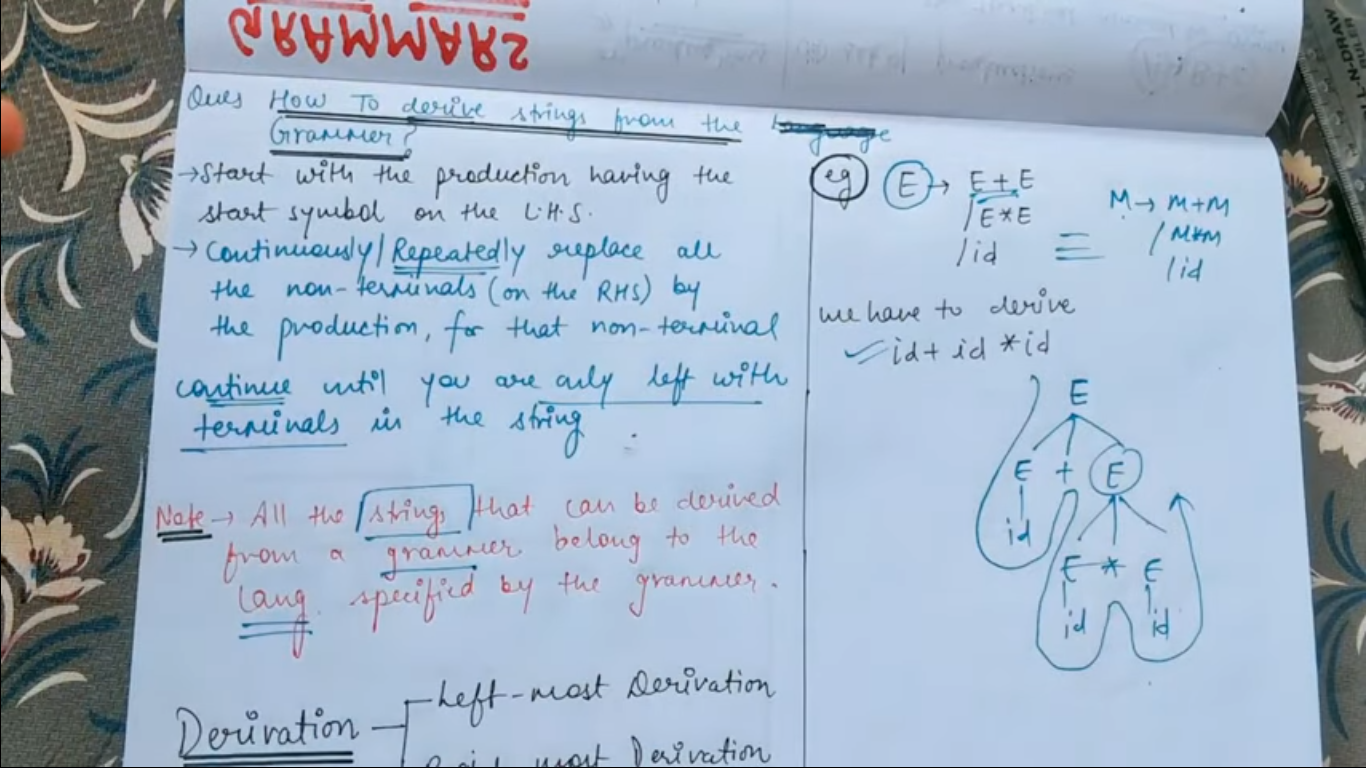 GRAMMARS
Ques How To derive strings from the language
Grammer?
→ Start with the production having the
start symbol on the L.H.S.
→ Continuously/Repeatedly replace all
the non-terminals (on the RHS) by
the production, for that non-terminal
continue until you are only left with
terminals in the string
Note → All the strings that can be derived
from a grammer belong to the
lang specified by the grammer.
Derivation
Left-most Derivation
most Derivation
eg E → E + E
/E*E
/id
≡
M → M+M
/M*M
/id
we have to derive
id + id * id
E
E + E
id
E * E
id id
N-DRAW